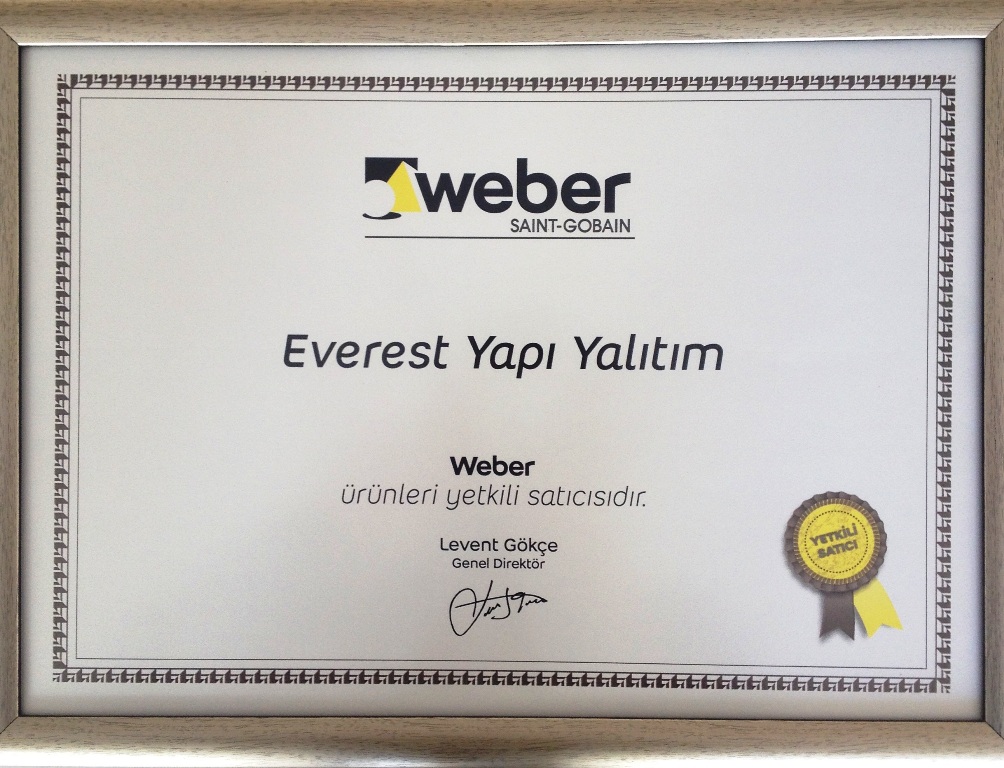 weber
SAINT-GOBAIN
Everest Yapı Yalıtım
Weber
ürünleri yetkili satıcısıdır.
Levent Gökçe
Genel Direktör
YETKİLİ
SATICI